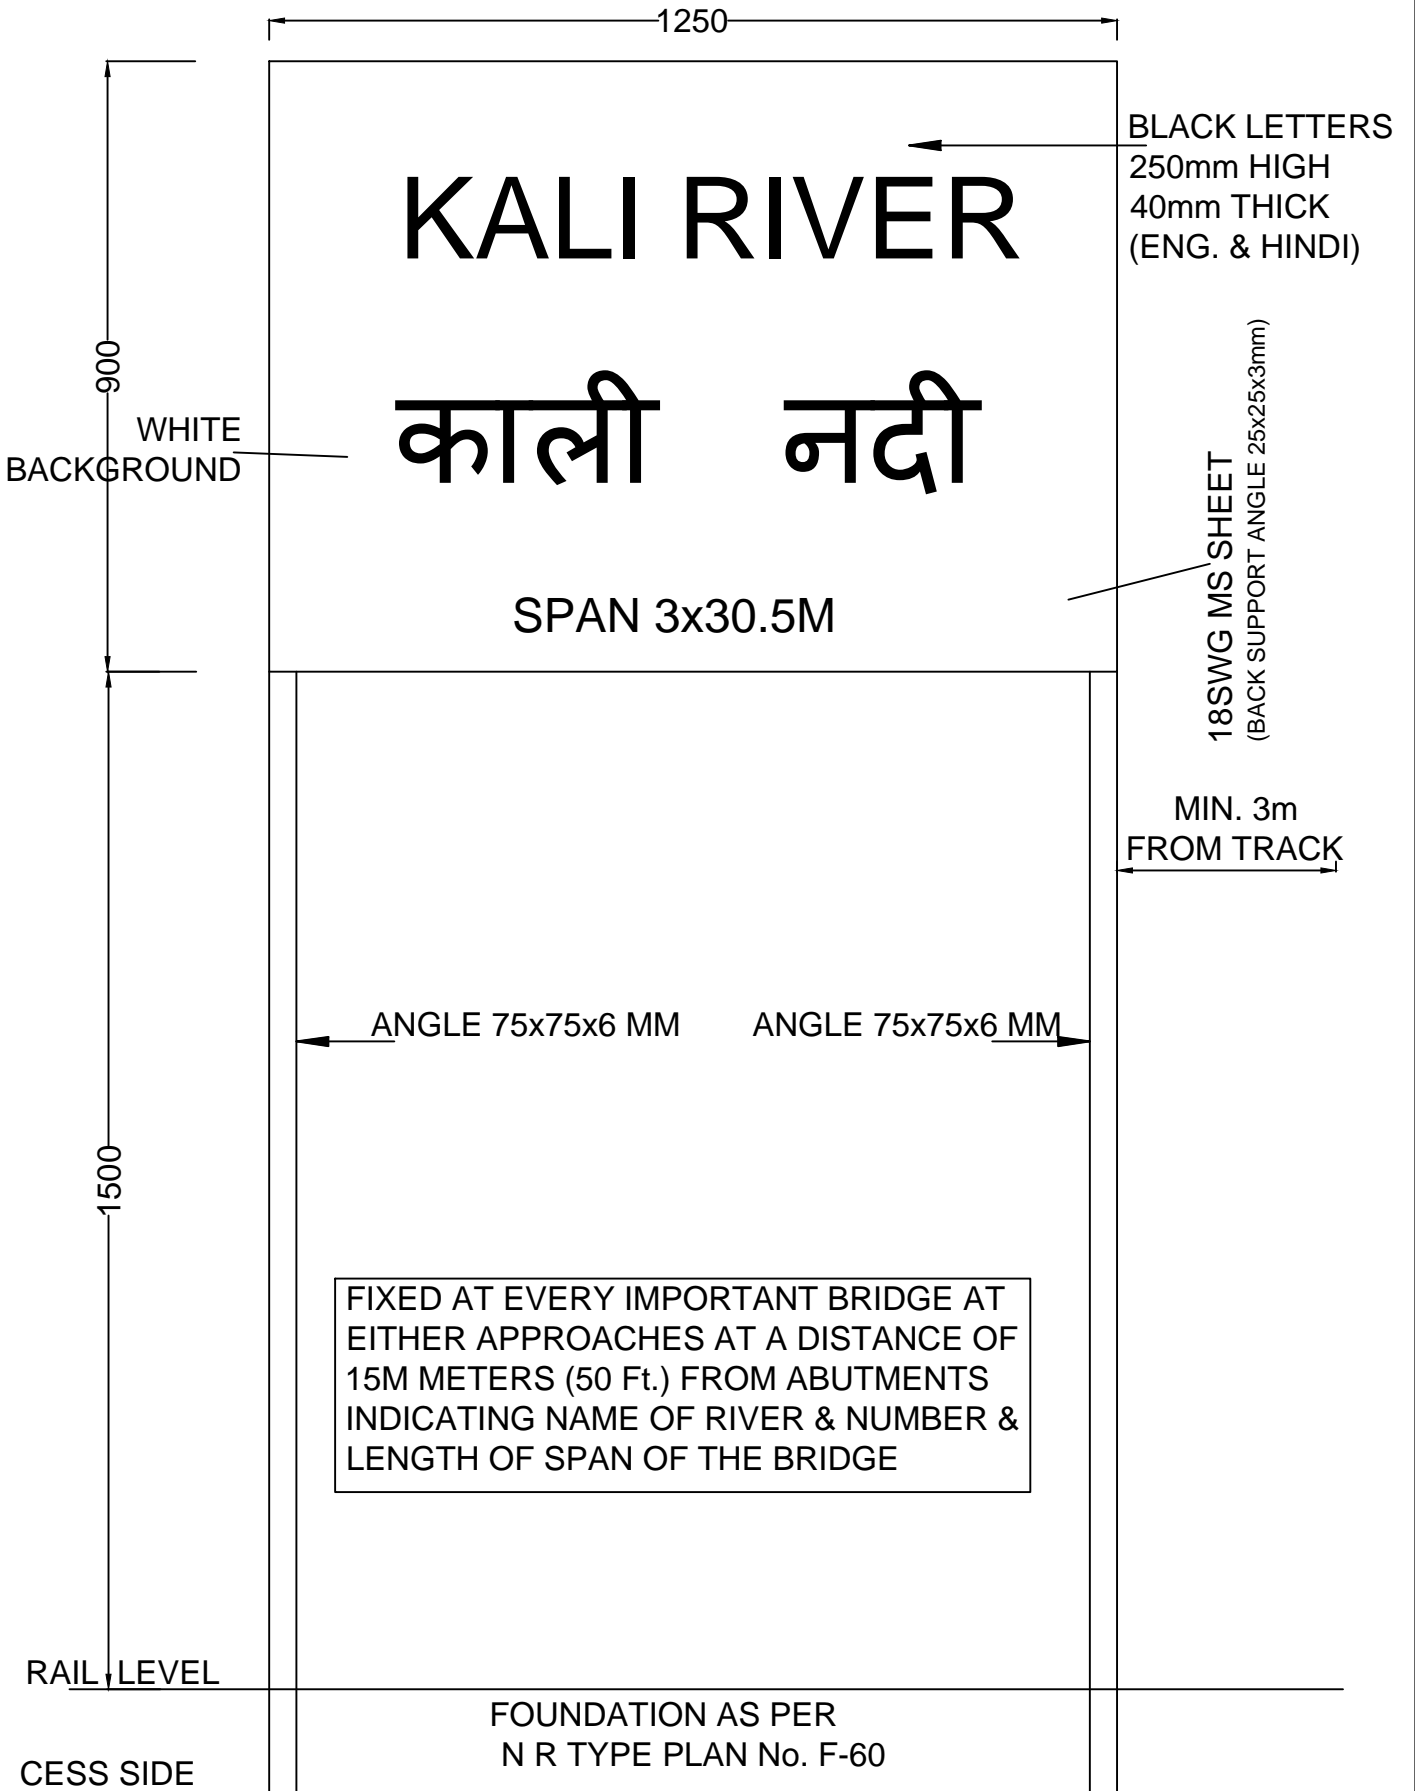 1250
BLACK LETTERS
250mm HIGH
40mm THICK
(ENG. & HINDI)
KALI RIVER
900
काली नदी
WHITE
BACKGROUND
18SWG MS SHEET
(BACK SUPPORT ANGLE 25x25x3mm)
SPAN 3x30.5M
MIN. 3m
FROM TRACK
ANGLE 75x75x6 MM ANGLE 75x75x6 MM
1500
FIXED AT EVERY IMPORTANT BRIDGE AT
EITHER APPROACHES AT A DISTANCE OF
15M METERS (50 Ft.) FROM ABUTMENTS
INDICATING NAME OF RIVER & NUMBER &
LENGTH OF SPAN OF THE BRIDGE
RAIL LEVEL
FOUNDATION AS PER
N R TYPE PLAN No. F-60
CESS SIDE